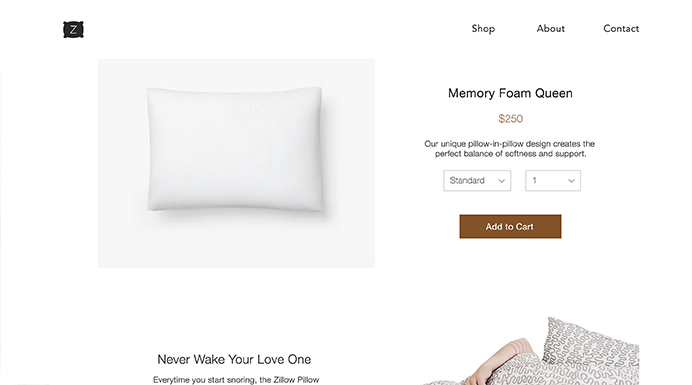 Z
Shop About Contact
Memory Foam Queen
$250
Our unique pillow-in-pillow design creates the
perfect balance of softness and support.
Standard 1
Add to Cart
Never Wake Your Love One
Everytime you start snoring, the Zillow Pillow